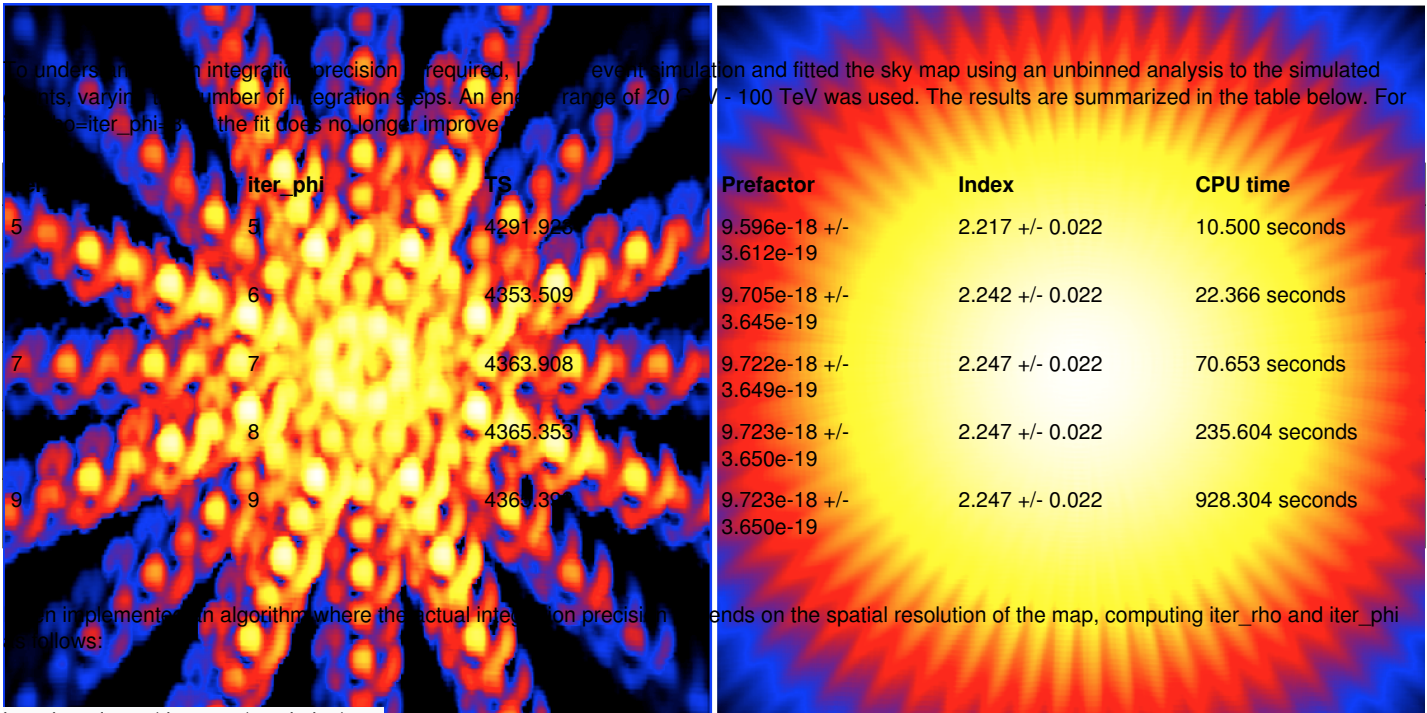 To underst an integration precision is required, I event simulation and fitted the sky map using an unbinned analysis to the simulated
varying number of integration steps. An range of 20 - 100 TeV was used. The results are summarized in the table below. For
the fit does no longer improve
iter_phi TS Prefactor Index CPU time
5 5 9.596e-18 +/- 2.217 +/- 0.022 10.500 seconds
3.612e-19
6 4353.509 9.705e-18 +/- 2.242 +/- 0.022 22.366 seconds
3.645e-19
7 7 4363.908 9.722e-18 +/- 2.247 +/- 0.022 70.653 seconds
3.649e-19
8 4365.353 9.723e-18 +/- 2.247 +/- 0.022 235.604 seconds
3.650e-19
9 9 9.723e-18 +/- 2.247 +/- 0.022 928.304 seconds
3.650e-19
implemented an algorithm where the actual integration precision depends on the spatial resolution of the map, computing iter_rho and iter_phi
as follows: